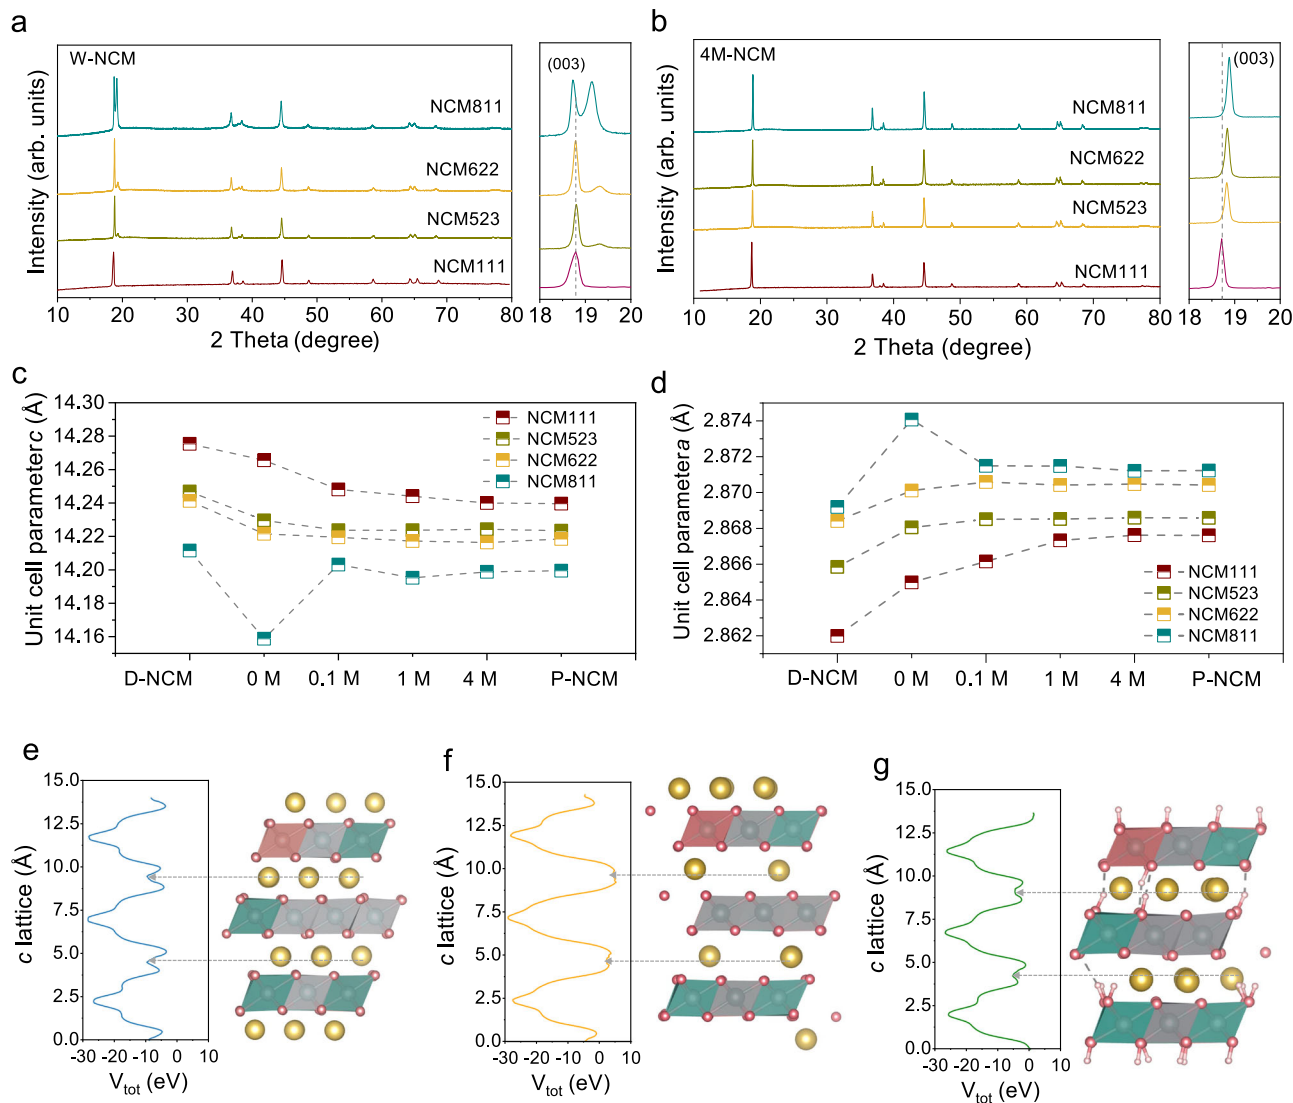 a
W-NCM
NCM811
NCM622
NCM523
NCM111
Intensity (arb. units)
10 20 30 40 50 60 70 80
2 Theta (degree)
(003)
18 19 20
b
4M-NCM
NCM811
NCM622
NCM523
NCM111
Intensity (arb. units)
10 20 30 40 50 60 70 80
2 Theta (degree)
(003)
18 19 20
c
Unit cell parameter c (Å)
14.30
14.28
14.26
14.24
14.22
14.20
14.18
14.16
NCM111
NCM523
NCM622
NCM811
D-NCM 0 M 0.1 M 1 M 4 M P-NCM
d
Unit cell parameter a (Å)
2.874
2.872
2.870
2.868
2.866
2.864
2.862
NCM111
NCM523
NCM622
NCM811
D-NCM 0 M 0.1 M 1 M 4 M P-NCM
e
c lattice (Å)
15.0
12.5
10.0
7.5
5.0
2.5
0.0
-30 -20 -10 0 10
Vtot (eV)
f
c lattice (Å)
15.0
12.5
10.0
7.5
5.0
2.5
0.0
-30 -20 -10 0 10
Vtot (eV)
g
c lattice (Å)
15.0
12.5
10.0
7.5
5.0
2.5
0.0
-30 -20 -10 0 10
Vtot (eV)